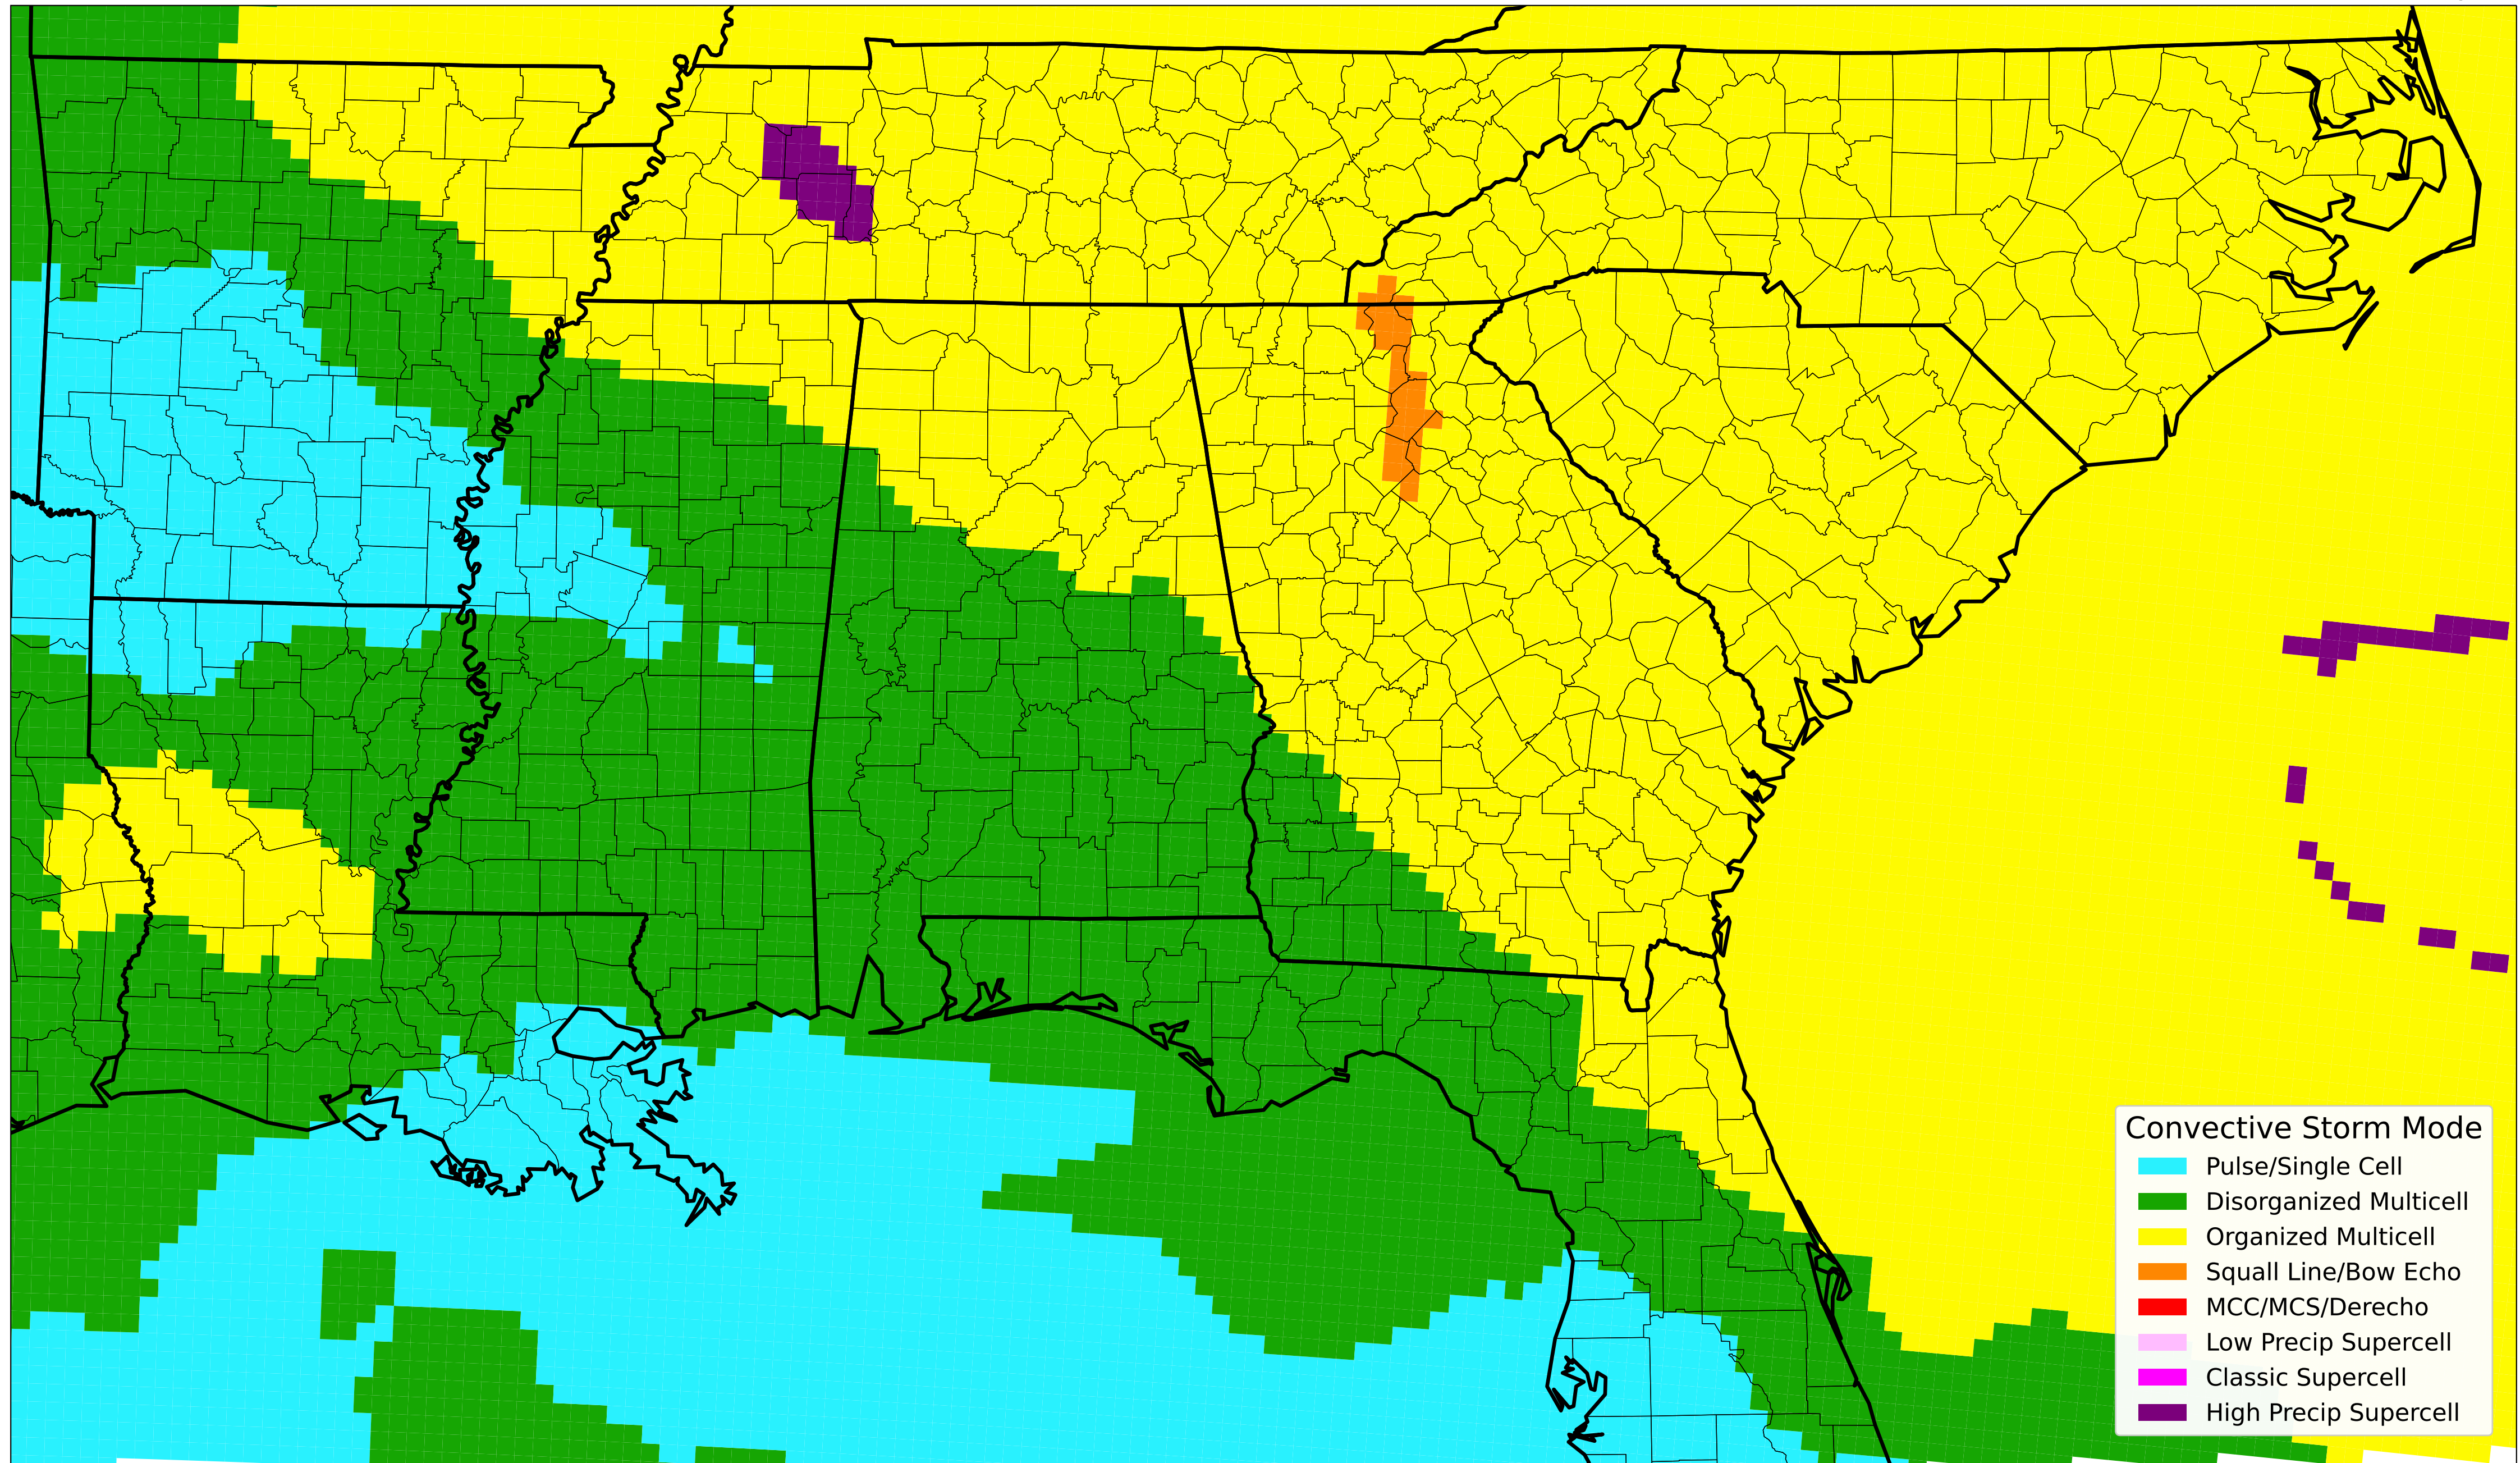 Convective Storm Mode
Pulse/Single Cell
Disorganized Multicell
Organized Multicell
Squall Line/Bow Echo
MCC/MCS/Derecho
Low Precip Supercell
Classic Supercell
High Precip Supercell